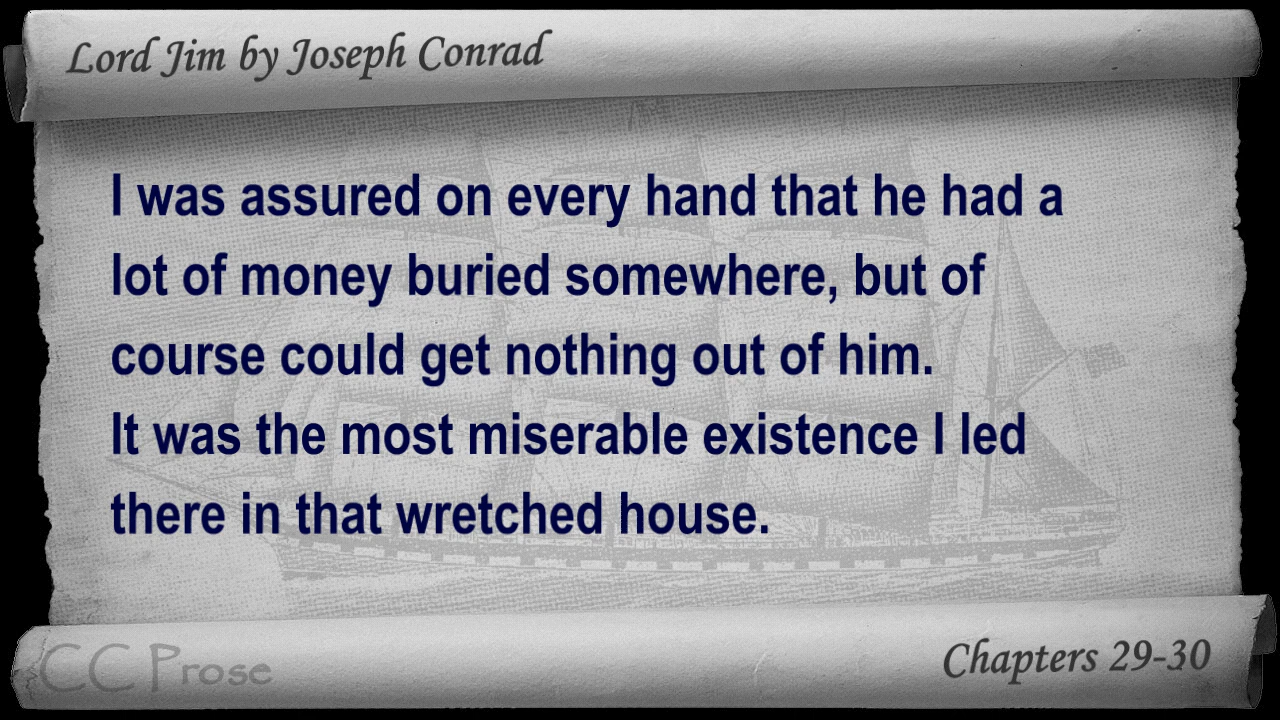 Lord Jim by Joseph Conrad
I was assured on every hand that he had a
lot of money buried somewhere, but of
course could get nothing out of him.
It was the most miserable existence I led
there in that wretched house.
CC Prose
Chapters 29-30